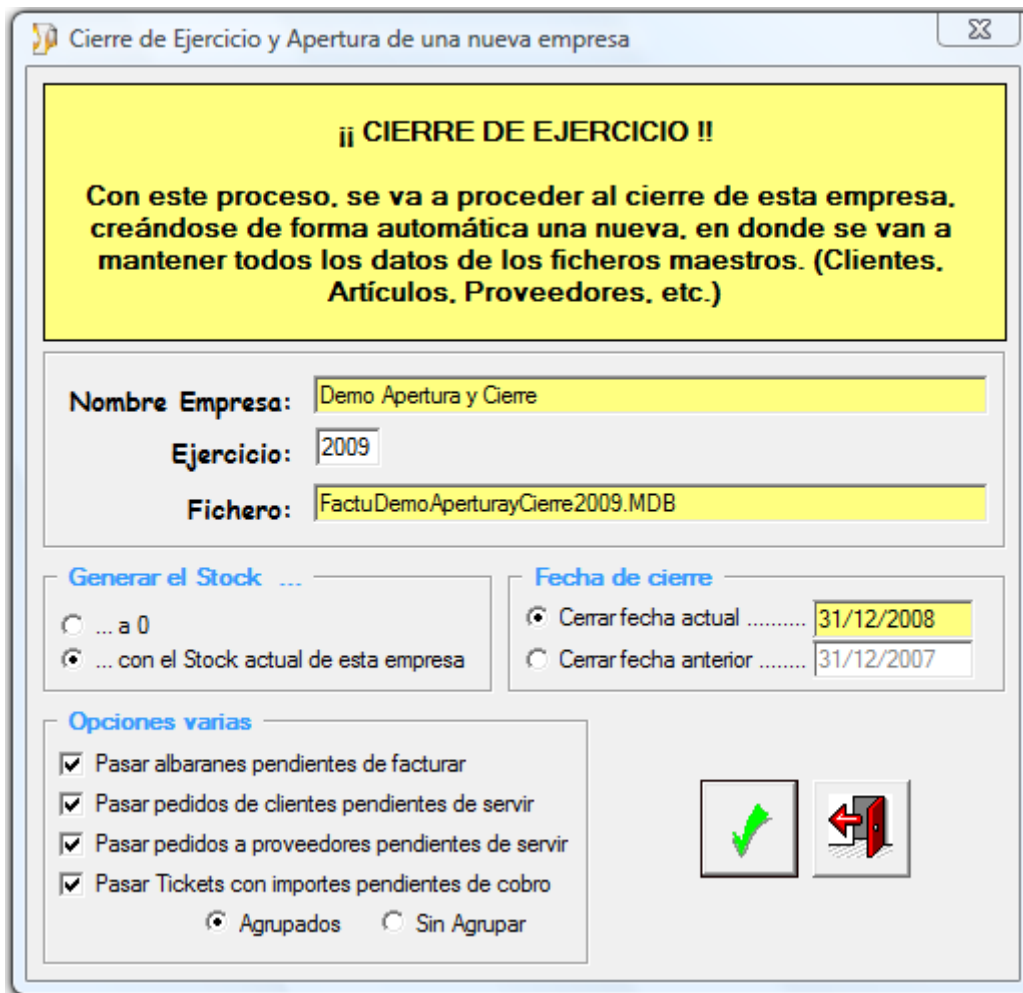 Cierre de Ejercicio y Apertura de una nueva empresa
¡¡ CIERRE DE EJERCICIO !!
Con este proceso, se va a proceder al cierre de esta empresa,
creándose de forma automática una nueva, en donde se van a
mantener todos los datos de los ficheros maestros. (Clientes,
Artículos, Proveedores, etc.)
Nombre Empresa: Demo Apertura y Cierre
Ejercicio: 2009
Fichero: FactuDemoAperturayCierre2009.MDB
Generar el Stock ...
... a 0
... con el Stock actual de esta empresa
Fecha de cierre
Cerrar fecha actual .......... 31/12/2008
Cerrar fecha anterior ........ 31/12/2007
Opciones varias
Pasar albaranes pendientes de facturar
Pasar pedidos de clientes pendientes de servir
Pasar pedidos a proveedores pendientes de servir
Pasar Tickets con importes pendientes de cobro
Agrupados Sin Agrupar